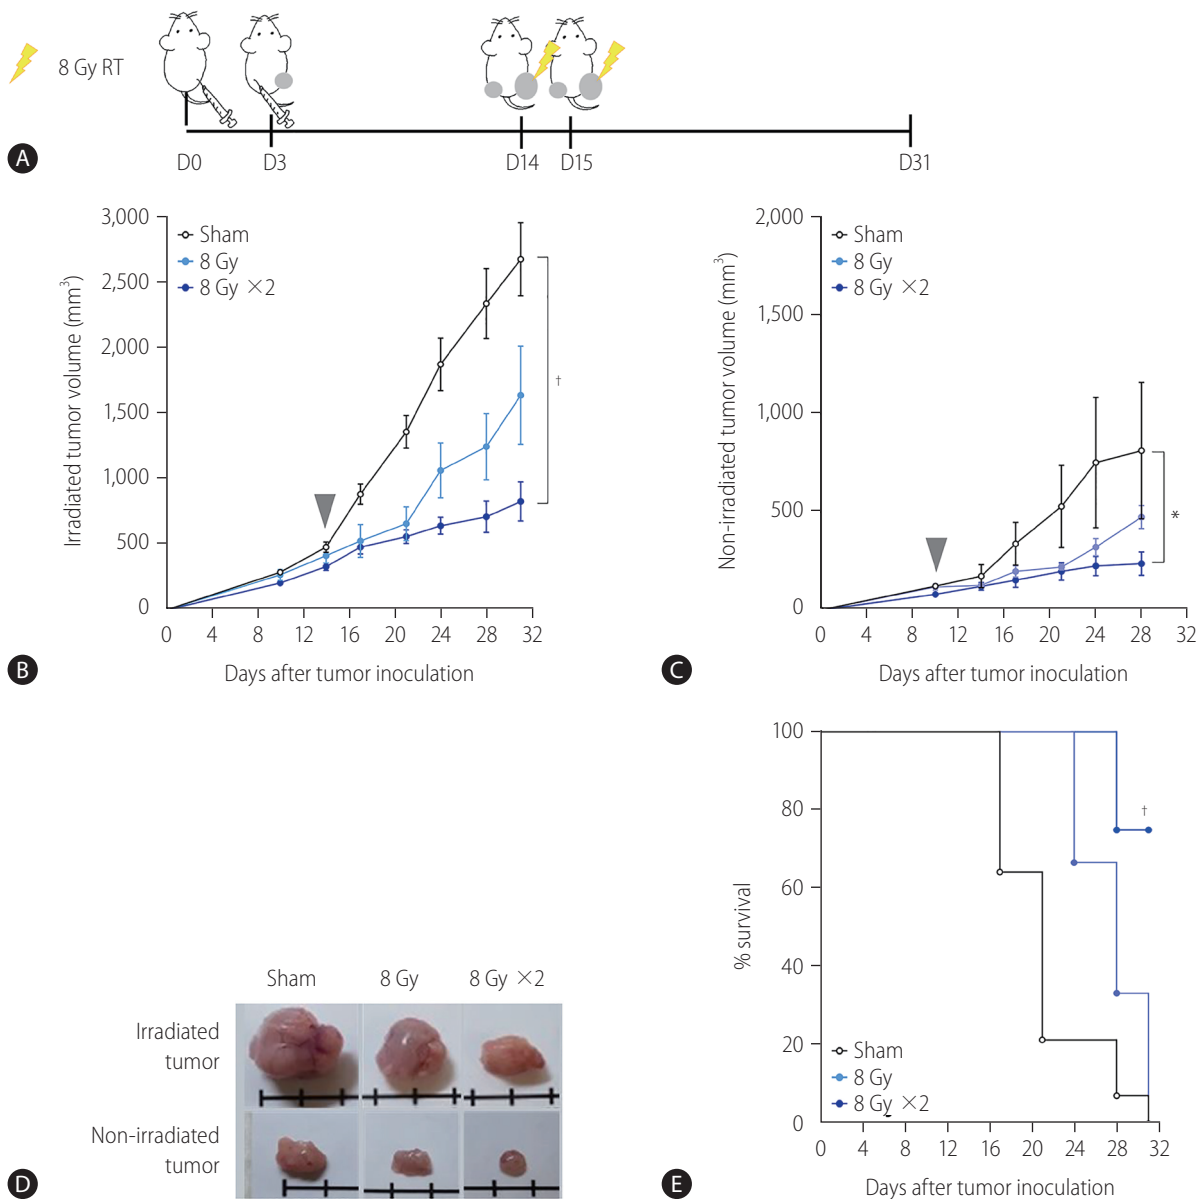 8 Gy RT
D0 D3 D14 D15 D31
A
3,000
2,500
2,000
1,500
1,000
500
0
Irradiated tumor volume (mm³)
Sham
8 Gy
8 Gy ×2
†
0 4 8 12 16 20 24 28 32
Days after tumor inoculation
B
2,000
1,500
1,000
500
0
Non-irradiated tumor volume (mm³)
Sham
8 Gy
8 Gy ×2
*
0 4 8 12 16 20 24 28 32
Days after tumor inoculation
C
Sham 8 Gy 8 Gy ×2
Irradiated
tumor
Non-irradiated
tumor
D
100
80
60
40
20
0
% survival
†
Sham
8 Gy
8 Gy ×2
0 4 8 12 16 20 24 28 32
Days after tumor inoculation
E